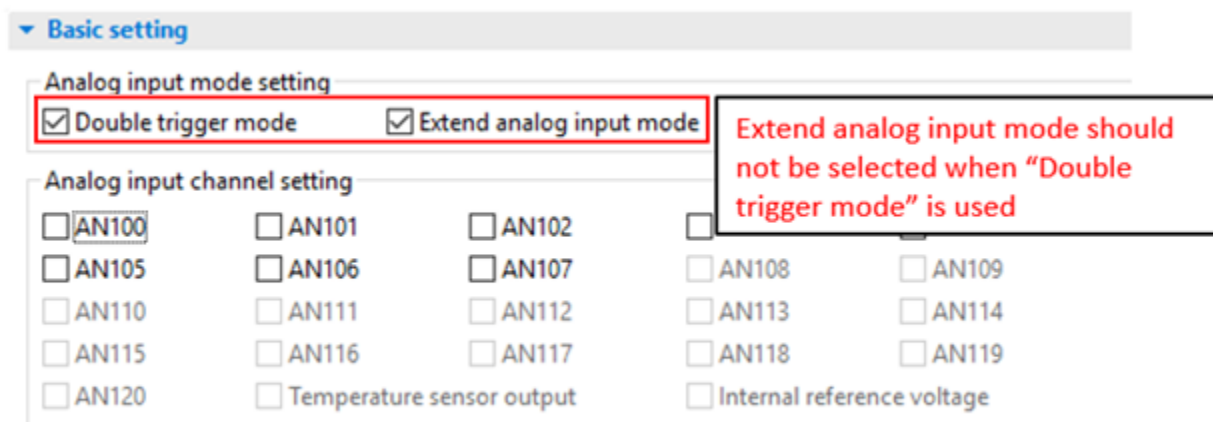 Basic setting
Analog input mode setting
Double trigger mode Extend analog input mode
Extend analog input mode should
not be selected when “Double
trigger mode” is used
Analog input channel setting
AN100 AN101 AN102
AN105 AN106 AN107 AN108 AN109
AN110 AN111 AN112 AN113 AN114
AN115 AN116 AN117 AN118 AN119
AN120 Temperature sensor output Internal reference voltage